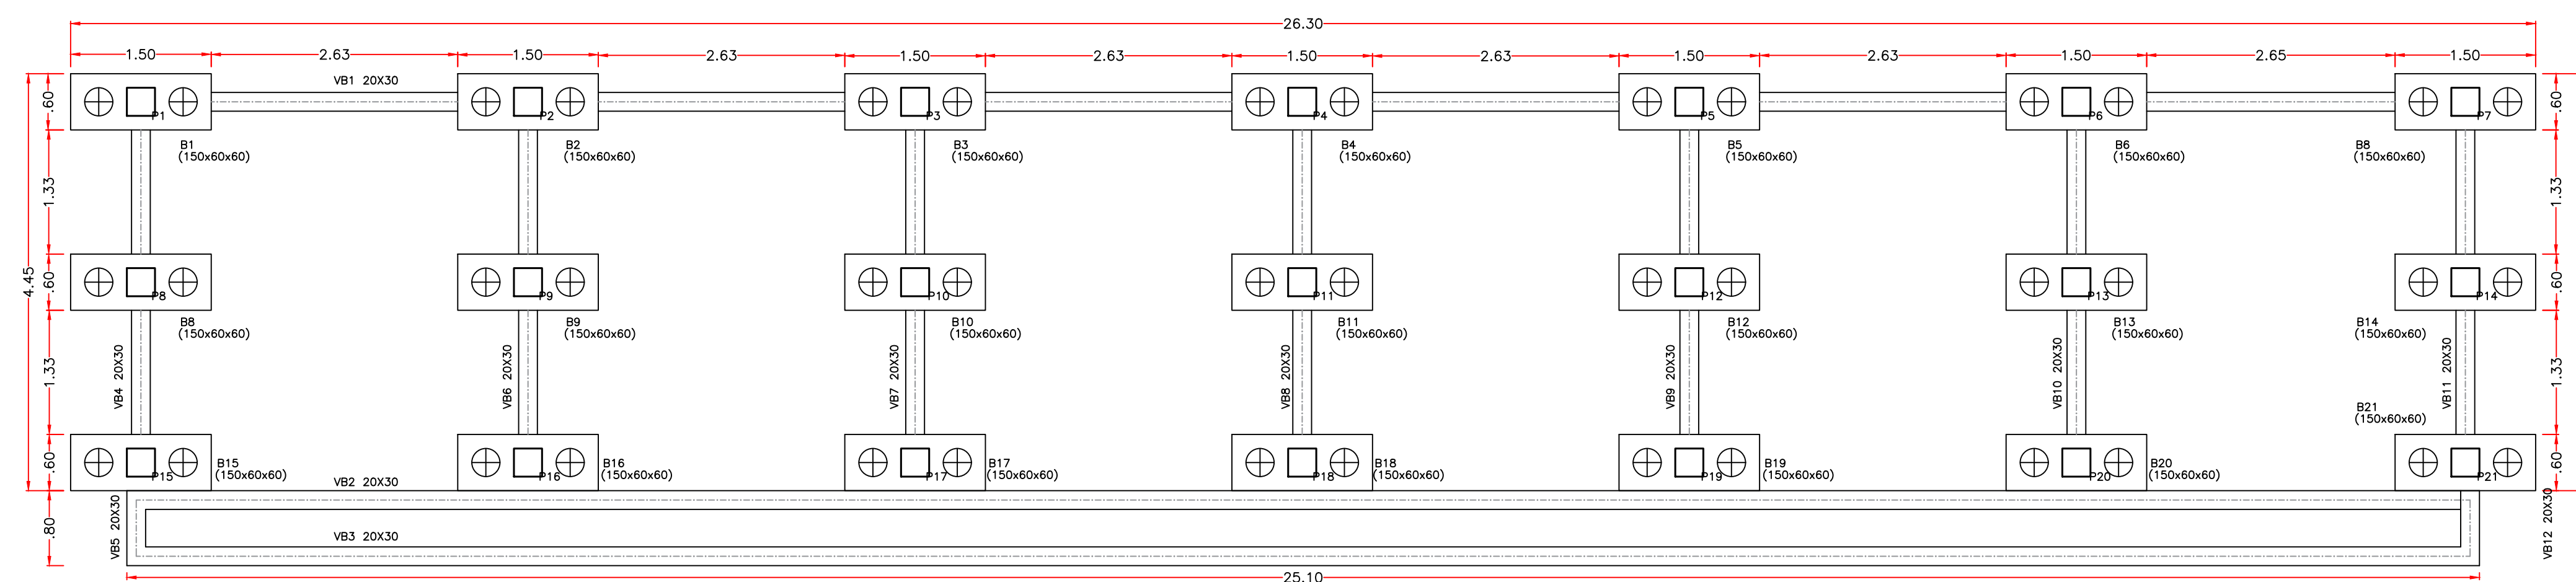 26.30
1.50 2.63 1.50 2.63 1.50 2.63 1.50 2.63 1.50 2.63 1.50 2.65 1.50
VB1 20X30
.60 .60
P1 P2 P3 P4 P5 P6 P7
B1 B2 B3 B4 B5 B6 B8
(150x60x60) (150x60x60) (150x60x60) (150x60x60) (150x60x60) (150x60x60) (150x60x60)
1.33 1.33
4.45
.60 .60
P8 P9 P10 P11 P12 P13 P14
B8 B9 B10 B11 B12 B13 B14
(150x60x60) (150x60x60) (150x60x60) (150x60x60) (150x60x60) (150x60x60) (150x60x60)
1.33 1.33
VB4 20X30 VB6 20X30 VB7 20X30 VB8 20X30 VB9 20X30 VB10 20X30 VB11 20X30
B21
(150x60x60)
.60 .60
B15 B16 B17 B18 B19 B20
(150x60x60) (150x60x60) (150x60x60) (150x60x60) (150x60x60) (150x60x60)
P15 P16 P17 P18 P19 P20 P21
VB2 20X30
VB5 20X30 VB12 20X30
.80
VB3 20X30
25.10